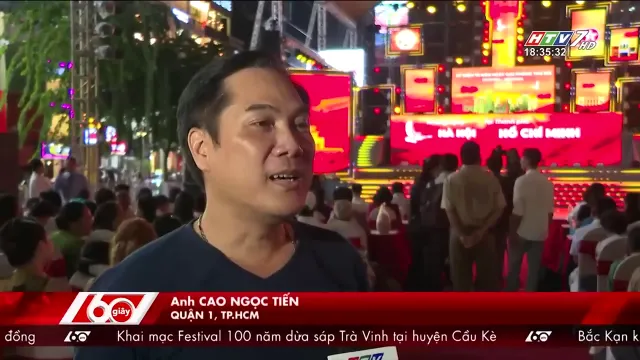 HTV7 HD
18:35:32
HÀ NỘI
HỒ CHÍ MINH
60 giây
Anh CAO NGỌC TIẾN
QUẬN 1, TP.HCM
đồng 60 Khai mạc Festival 100 năm dừa sáp Trà Vinh tại huyện Cầu Kè 60 Bắc Kạn k